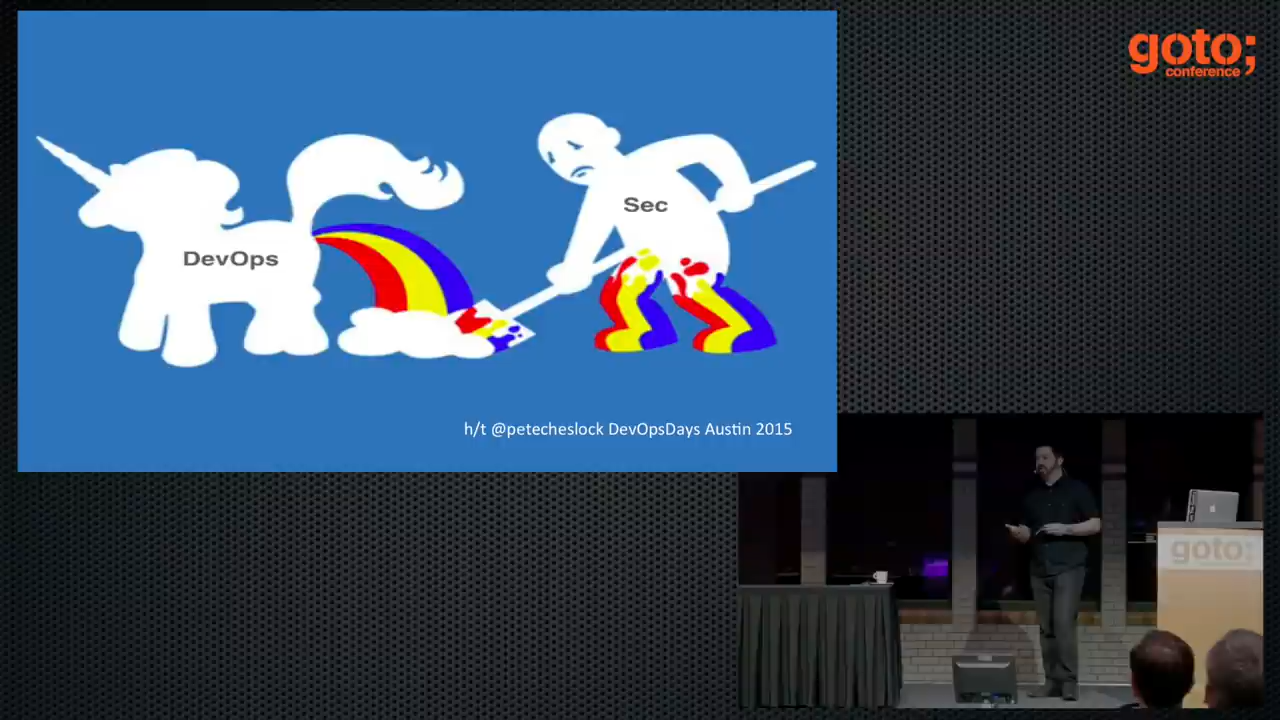 goto;
conference
DevOps
Sec
h/t @petecheslock DevOpsDays Austin 2015
goto;